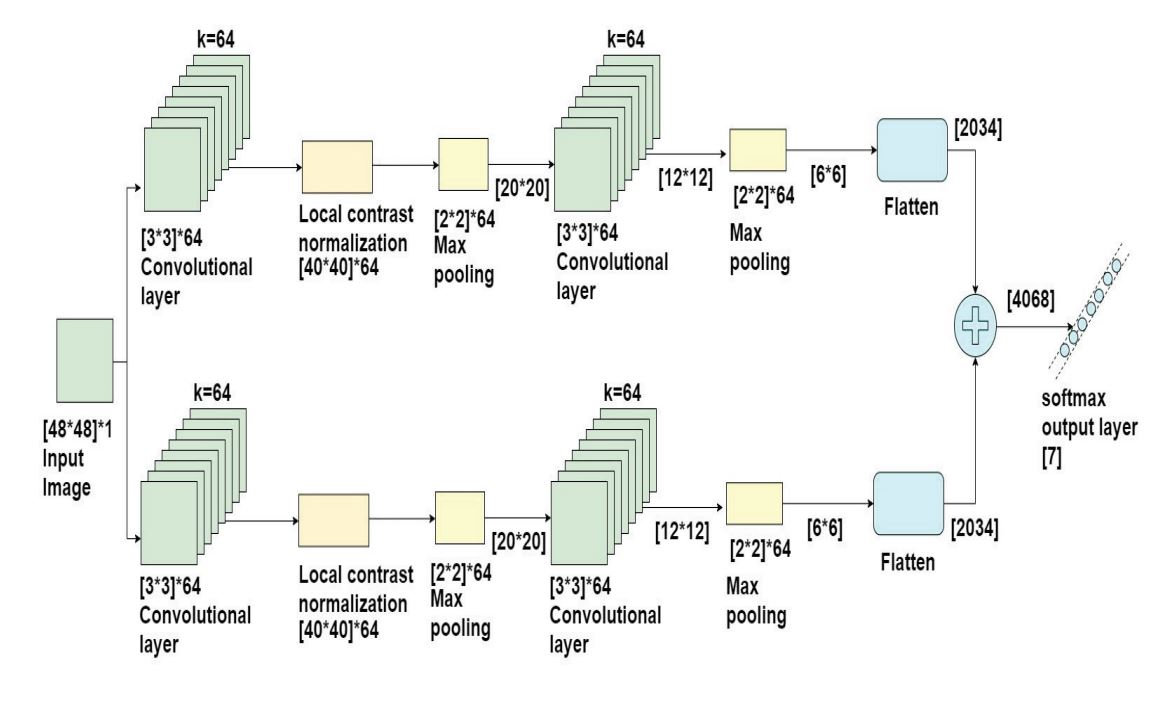 k=64
[3*3]*64
Convolutional
layer
Local contrast
normalization
[40*40]*64
[2*2]*64
Max
pooling
[20*20]
k=64
[3*3]*64
Convolutional
layer
[12*12]
[2*2]*64
Max
pooling
[6*6]
Flatten
[2034]
[48*48]*1
Input
Image
k=64
[3*3]*64
Convolutional
layer
Local contrast
normalization
[40*40]*64
[2*2]*64
Max
pooling
[20*20]
k=64
[3*3]*64
Convolutional
layer
[12*12]
[2*2]*64
Max
pooling
[6*6]
Flatten
[2034]
[4068]
softmax
output layer
[7]